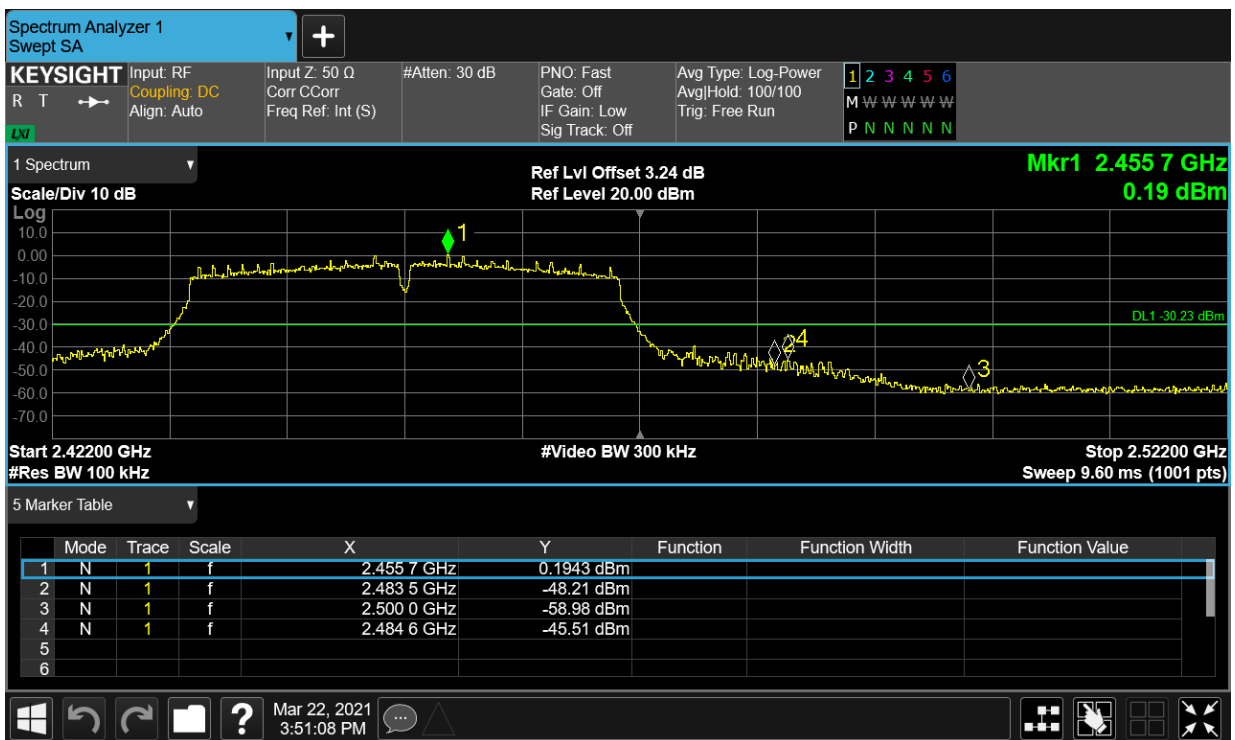 Spectrum Analyzer 1
Swept SA
+
KEYSIGHT
R T
LXI
Input: RF
Coupling: DC
Align: Auto
Input Z: 50 Ω
Corr CCorr
Freq Ref: Int (S)
#Atten: 30 dB
PNO: Fast
Gate: Off
IF Gain: Low
Sig Track: Off
Avg Type: Log-Power
Avg|Hold: 100/100
Trig: Free Run
1 2 3 4 5 6
M W W W W W
P N N N N N
1 Spectrum
Scale/Div 10 dB
Ref Lvl Offset 3.24 dB
Ref Level 20.00 dBm
Mkr1 2.455 7 GHz
0.19 dBm
Log
10.0
0.00
-10.0
-20.0
-30.0
-40.0
-50.0
-60.0
-70.0
1
2
4
3
DL1 -30.23 dBm
Start 2.42200 GHz
#Res BW 100 kHz
#Video BW 300 kHz
Stop 2.52200 GHz
Sweep 9.60 ms (1001 pts)
5 Marker Table
Mode Trace Scale X Y Function Function Width Function Value
1 N 1 f 2.455 7 GHz 0.1943 dBm
2 N 1 f 2.483 5 GHz -48.21 dBm
3 N 1 f 2.500 0 GHz -58.98 dBm
4 N 1 f 2.484 6 GHz -45.51 dBm
5
6
?
Mar 22, 2021
3:51:08 PM